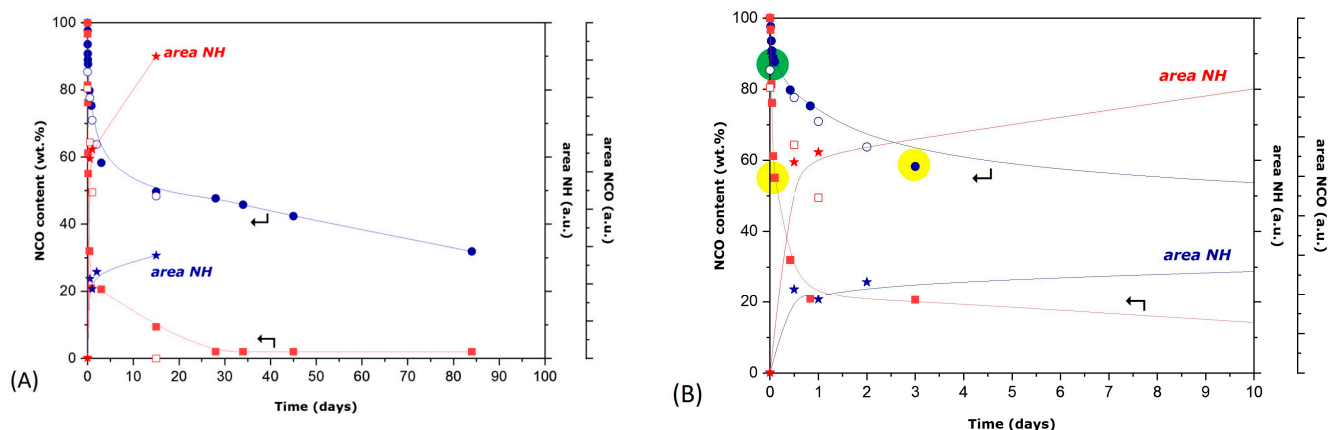 100
80
60
40
20
0
NCO content (wt.%)
area NH
area NH
0 10 20 30 40 50 60 70 80 90 100
Time (days)
area NH (a.u.)
area NCO (a.u.)
(A)
100
80
60
40
20
0
NCO content (wt.%)
area NH
area NH
0 1 2 3 4 5 6 7 8 9 10
Time (days)
area NH (a.u.)
area NCO (a.u.)
(B)